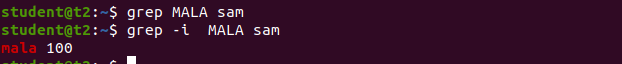 student@t2:~$ grep MALA sam
student@t2:~$ grep -i  MALA sam
mala 100